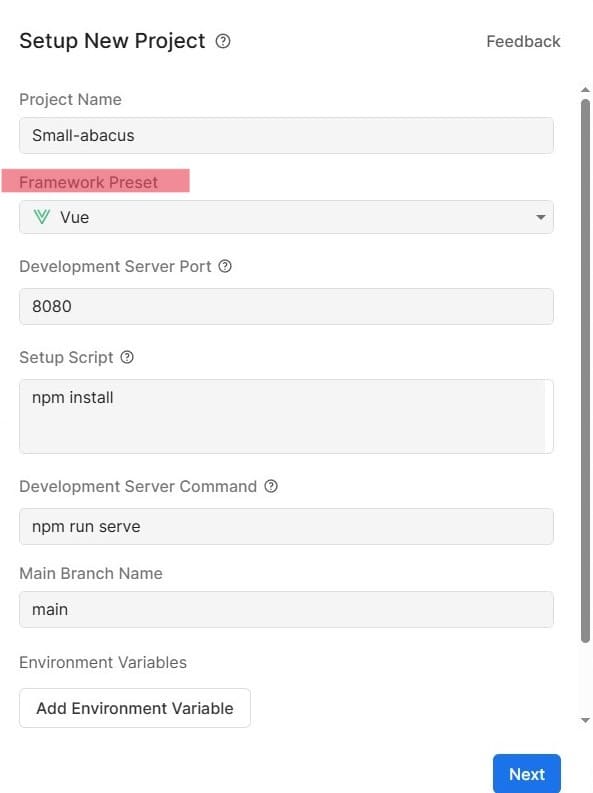 Setup New Project
Feedback
Project Name
Small-abacus
Framework Preset
Vue
Development Server Port
8080
Setup Script
npm install
Development Server Command
npm run serve
Main Branch Name
main
Environment Variables
Add Environment Variable
Next